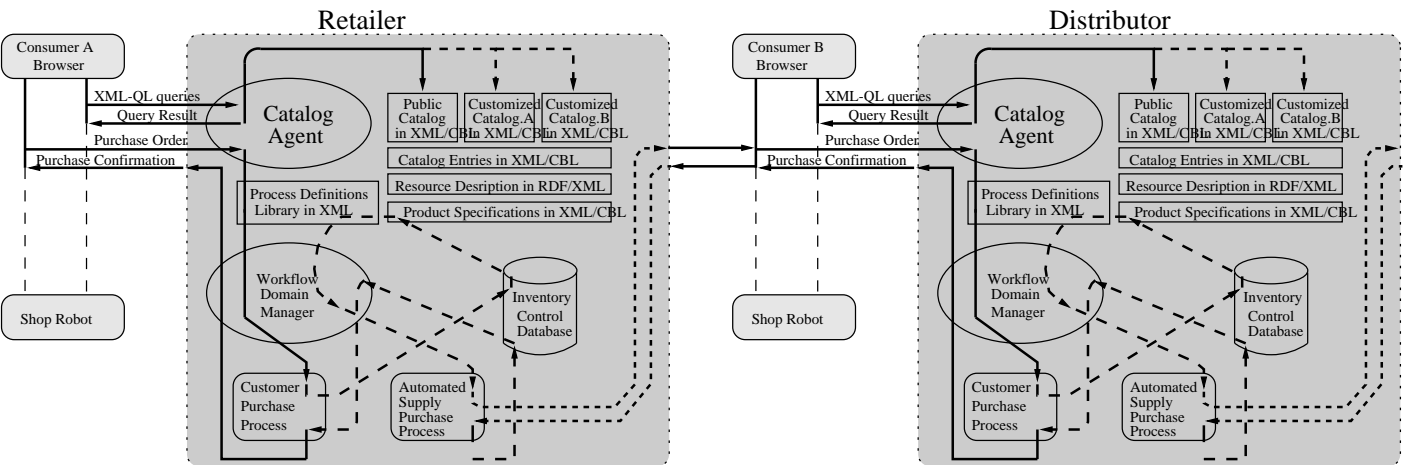 Retailer
Distributor
Consumer A
Browser
XML-QL queries
Query Result
Purchase Order
Purchase Confirmation
Shop Robot
Catalog
Agent
Public
Catalog
in XML/CBL
Customized
Catalog.A
in XML/CBL
Customized
Catalog.B
in XML/CBL
Catalog Entries in XML/CBL
Resource Desription in RDF/XML
Product Specifications in XML/CBL
Process Definitions
Library in XML
Workflow
Domain
Manager
Inventory
Control
Database
Customer
Purchase
Process
Automated
Supply
Purchase
Process
Consumer B
Browser
XML-QL queries
Query Result
Purchase Order
Purchase Confirmation
Shop Robot
Catalog
Agent
Public
Catalog
in XML/CBL
Customized
Catalog.A
in XML/CBL
Customized
Catalog.B
in XML/CBL
Catalog Entries in XML/CBL
Resource Desription in RDF/XML
Product Specifications in XML/CBL
Process Definitions
Library in XML
Workflow
Domain
Manager
Inventory
Control
Database
Customer
Purchase
Process
Automated
Supply
Purchase
Process